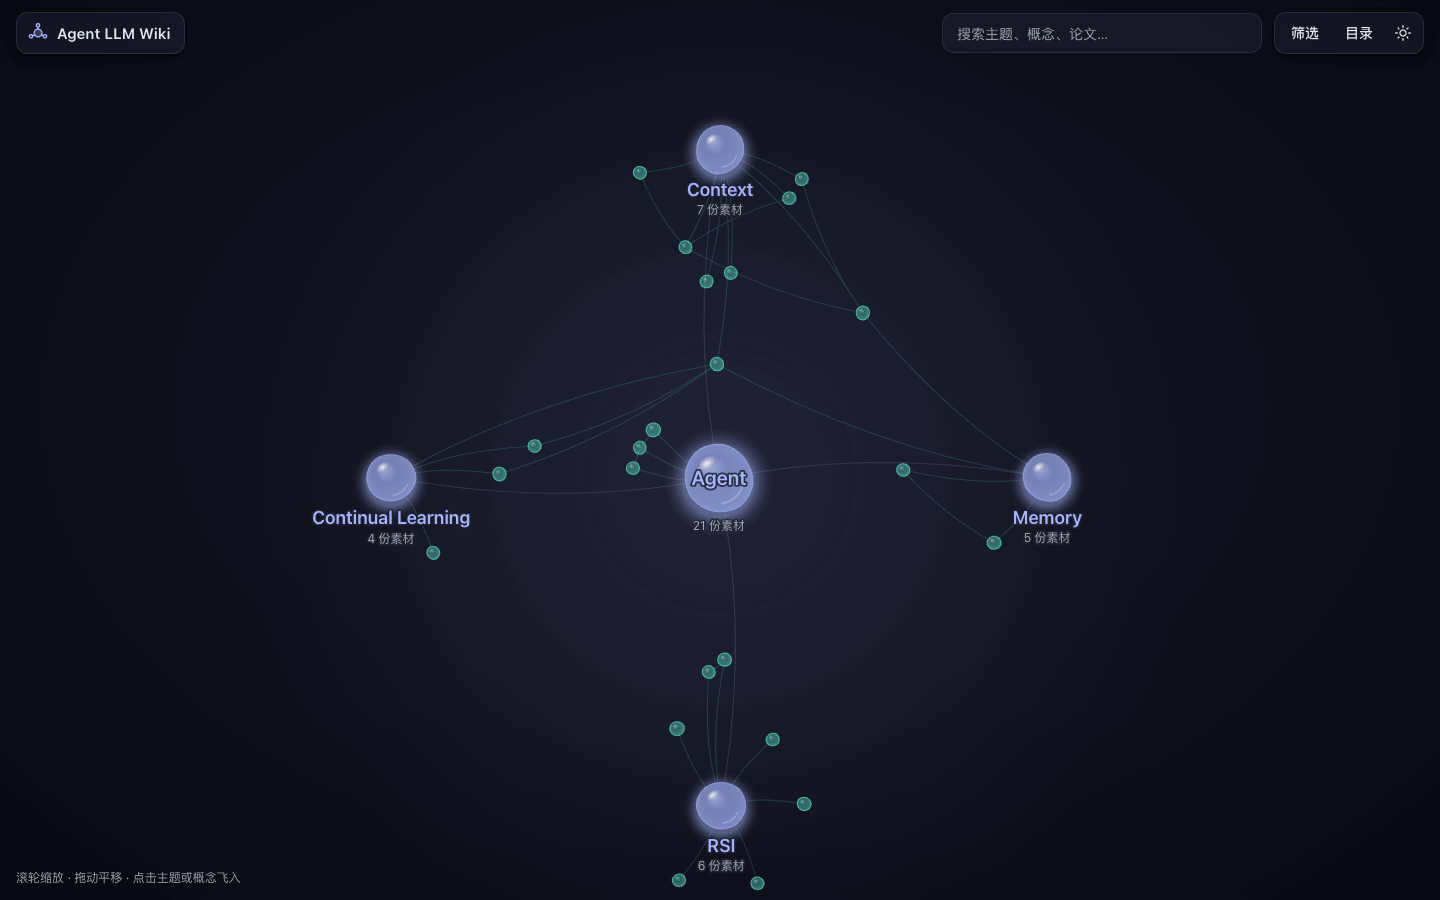 Agent LLM Wiki
搜索主题、概念、论文...
筛选
目录
Context
7 份素材
Agent
21 份素材
Continual Learning
4 份素材
Memory
5 份素材
RSI
6 份素材
滚轮缩放 · 拖动平移 · 点击主题或概念飞入